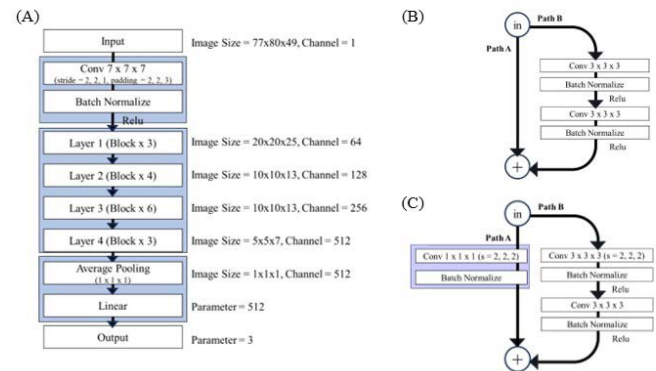 (A)
Input
Image Size = 77x80x49, Channel = 1
Conv 7 x 7 x 7
(stride = 2, 2, 1, padding = 2, 2, 3)
Batch Normalize
Relu
Layer 1 (Block x 3)
Image Size = 20x20x25, Channel = 64
Layer 2 (Block x 4)
Image Size = 10x10x13, Channel = 128
Layer 3 (Block x 6)
Image Size = 10x10x13, Channel = 256
Layer 4 (Block x 3)
Image Size = 5x5x7, Channel = 512
Average Pooling
(1 x 1 x 1)
Image Size = 1x1x1, Channel = 512
Linear
Parameter = 512
Output
Parameter = 3
(B)
in
Path B
Path A
Conv 3 x 3 x 3
Batch Normalize
Relu
Conv 3 x 3 x 3
Batch Normalize
Relu
+
(C)
in
Path B
Path A
Conv 1 x 1 x 1 (s = 2, 2, 2)
Batch Normalize
Conv 3 x 3 x 3 (s = 2, 2, 2)
Batch Normalize
Relu
Conv 3 x 3 x 3
Batch Normalize
Relu
+